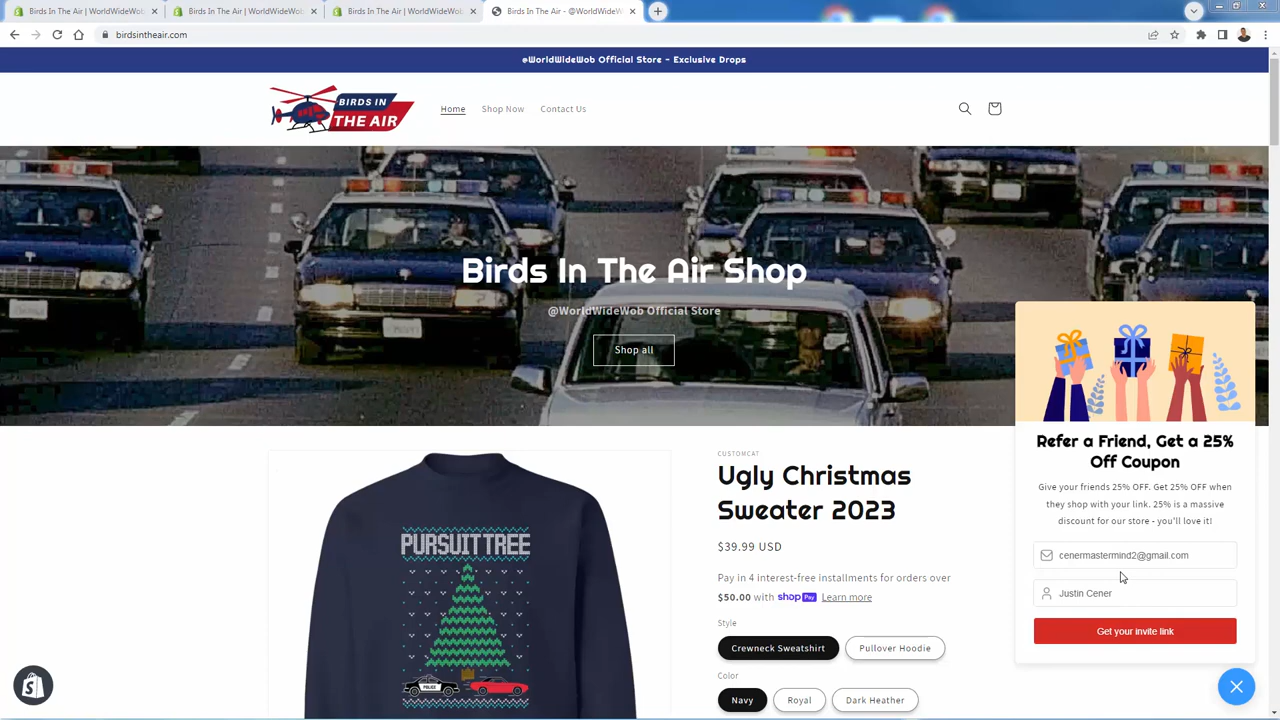 Birds In The Air | WorldWideWob
Birds In The Air | WorldWideWob
Birds In The Air | WorldWideWob
Birds In The Air - @WorldWideWo
birdsintheair.com
@WorldWideWob Official Store - Exclusive Drops
BIRDS IN
THE AIR
Home
Shop Now
Contact Us
Birds In The Air Shop
@WorldWideWob Official Store
Shop all
CUSTOMCAT
Ugly Christmas
Sweater 2023
$39.99 USD
Pay in 4 interest-free installments for orders over
$50.00 with shop Pay Learn more
Style
Crewneck Sweatshirt
Pullover Hoodie
Color
Navy
Royal
Dark Heather
PURSUIT TREE
POLICE
Refer a Friend, Get a 25%
Off Coupon
Give your friends 25% OFF. Get 25% OFF when
they shop with your link. 25% is a massive
discount for our store - you'll love it!
cenermastermind2@gmail.com
Justin Cener
Get your invite link